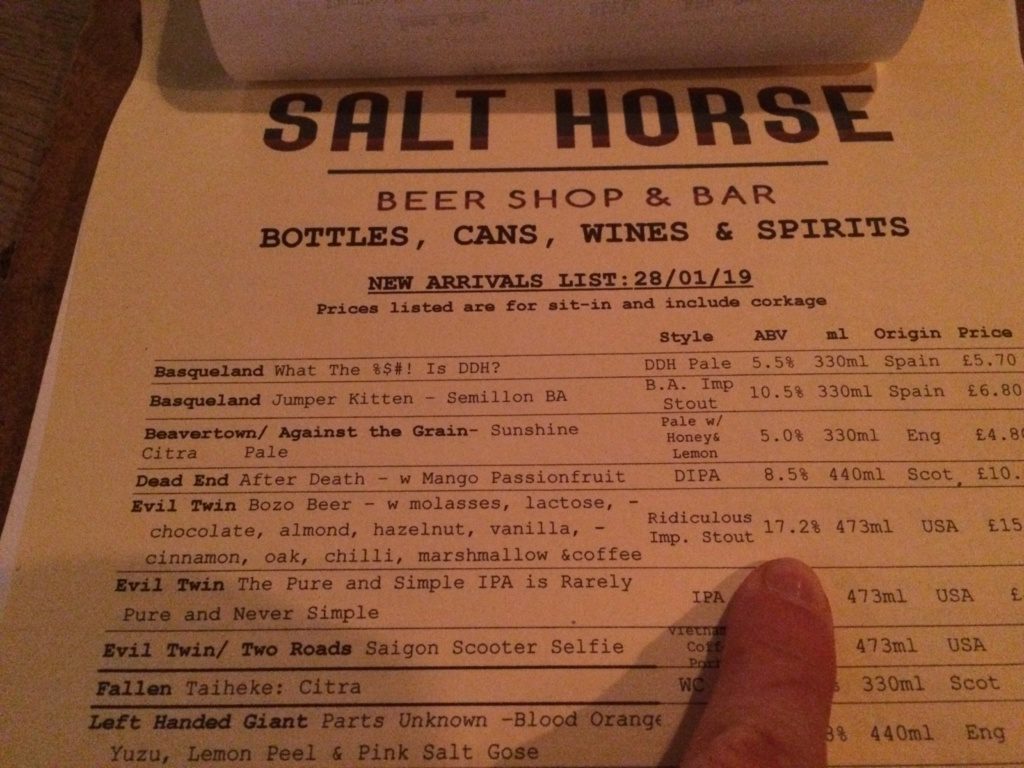 SALT HORSE
BEER SHOP & BAR
BOTTLES, CANS, WINES & SPIRITS
NEW ARRIVALS LIST:28/01/19
Prices listed are for sit-in and include corkage
Style ABV ml Origin Price
Basqueland What The %$#! Is DDH? DDH Pale 5.5% 330ml Spain £5.70
Basqueland Jumper Kitten - Semillon BA B.A. Imp Stout 10.5% 330ml Spain £6.80
Beavertown/ Against the Grain- Sunshine Pale w/
Citra Pale Honey& Lemon 5.0% 330ml Eng £4.8
Dead End After Death - w Mango Passionfruit DIPA 8.5% 440ml Scot £10.
Evil Twin Bozo Beer - w molasses, lactose, -
chocolate, almond, hazelnut, vanilla, - Ridiculous Imp. Stout 17.2% 473ml USA £15
cinnamon, oak, chilli, marshmallow &coffee
Evil Twin The Pure and Simple IPA is Rarely
Pure and Never Simple IPA 473ml USA £
Evil Twin/ Two Roads Saigon Scooter Selfie 473ml USA
Fallen Taiheke: Citra WC % 330ml Scot
Left Handed Giant Parts Unknown -Blood Orange
Yuzu, Lemon Peel & Pink Salt Gose 8% 440ml Eng